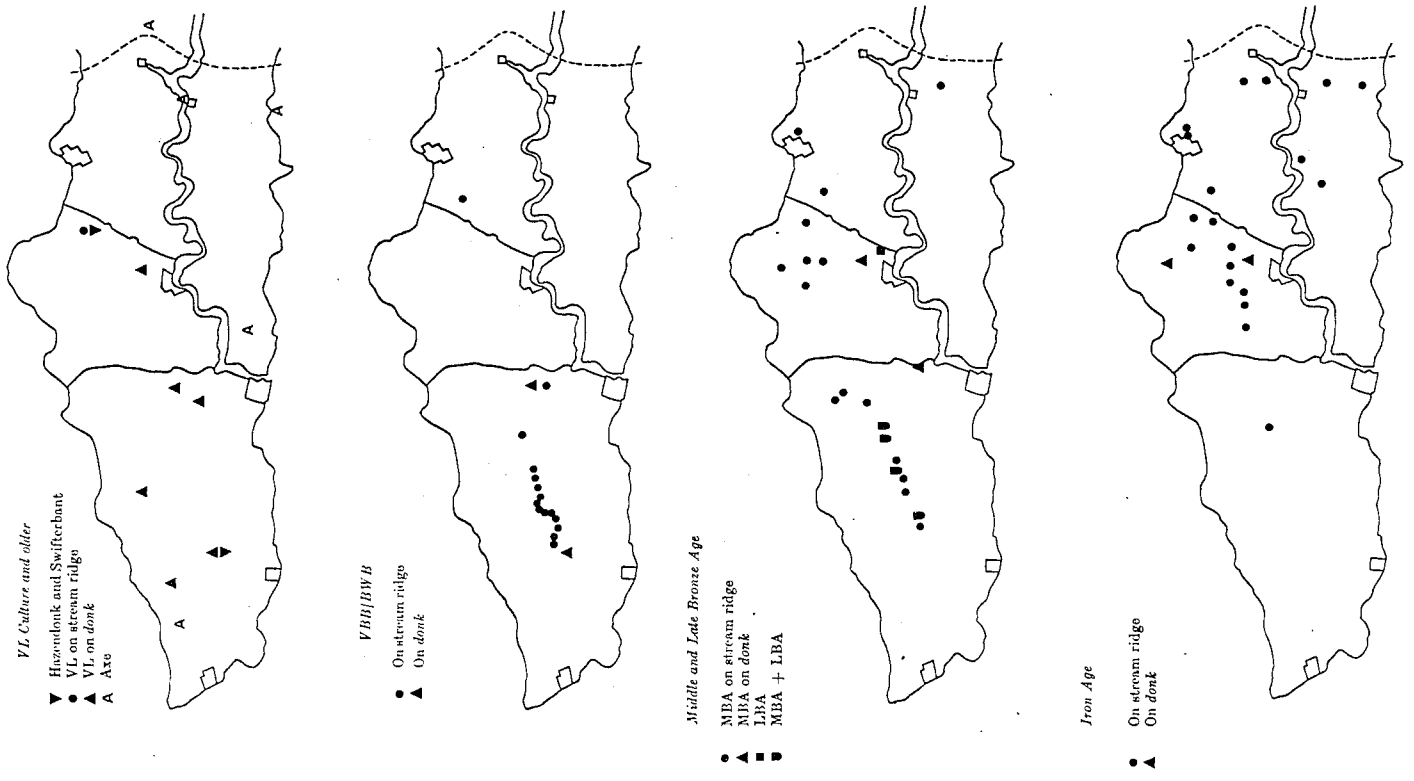 VL Culture and older
▼ Hazendonk and Swifterbant
● VL on stream ridge
▲ VL on donk
A Axe
A
A
A
A
A
VBB/BWB
● On stream ridge
▲ On donk
Middle and Late Bronze Age
● MBA on stream ridge
▲ MBA on donk
■ LBA
MBA + LBA
Iron Age
● On stream ridge
▲ On donk